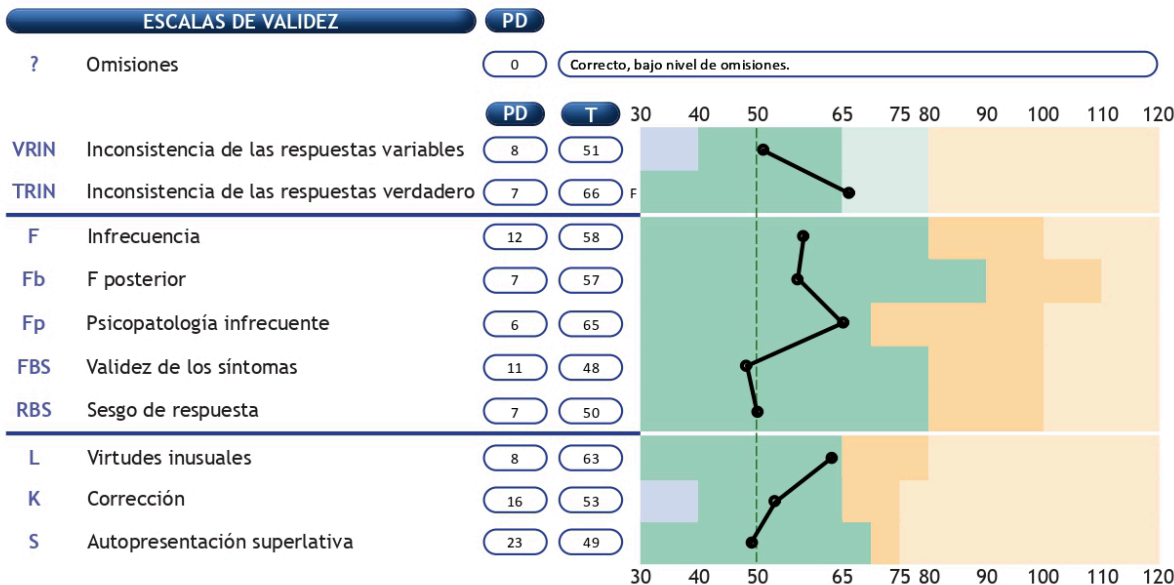 ESCALAS DE VALIDEZ PD
? Omisiones 0 Correcto, bajo nivel de omisiones.
PD T 30 40 50 65 75 80 90 100 110 120
VRIN Inconsistencia de las respuestas variables 8 51
TRIN Inconsistencia de las respuestas verdadero 7 66 F
F Infrecuencia 12 58
Fb F posterior 7 57
Fp Psicopatología infrecuente 6 65
FBS Validez de los síntomas 11 48
RBS Sesgo de respuesta 7 50
L Virtudes inusuales 8 63
K Corrección 16 53
S Autopresentación superlativa 23 49
30 40 50 65 75 80 90 100 110 120